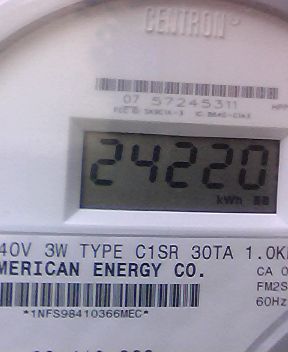 CENTRON
07 57245311
24220
kWh
40V 3W TYPE C1SR 30TA 1.0K
MERICAN ENERGY CO.
CA 0
FM2S
60Hz
*1NFS98410366MEC*